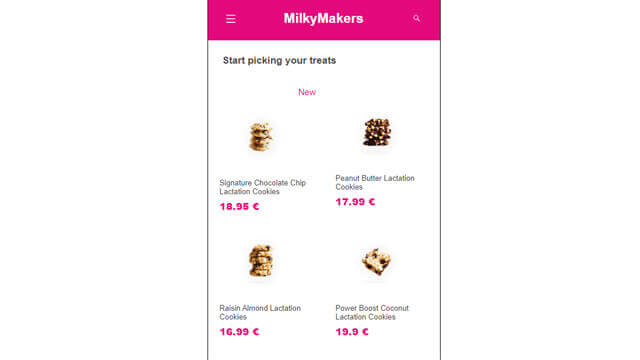 MilkyMakers
Start picking your treats
New
Signature Chocolate Chip
Lactation Cookies
18.95 €
Peanut Butter Lactation
Cookies
17.99 €
Raisin Almond Lactation
Cookies
16.99 €
Power Boost Coconut
Lactation Cookies
19.9 €